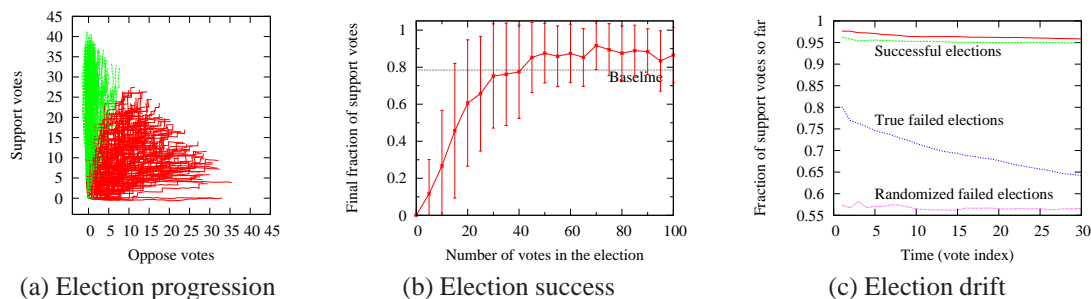 Support votes
45
40
35
30
25
20
15
10
5
0
0 5 10 15 20 25 30 35 40 45
Oppose votes
(a) Election progression
Final fraction of support votes
1
0.8
0.6
0.4
0.2
0
Baseline
0 20 40 60 80 100
Number of votes in the election
(b) Election success
Fraction of support votes so far
1
0.95
0.9
0.85
0.8
0.75
0.7
0.65
0.6
0.55
Successful elections
True failed elections
Randomized failed elections
0 5 10 15 20 25 30
Time (vote index)
(c) Election drift